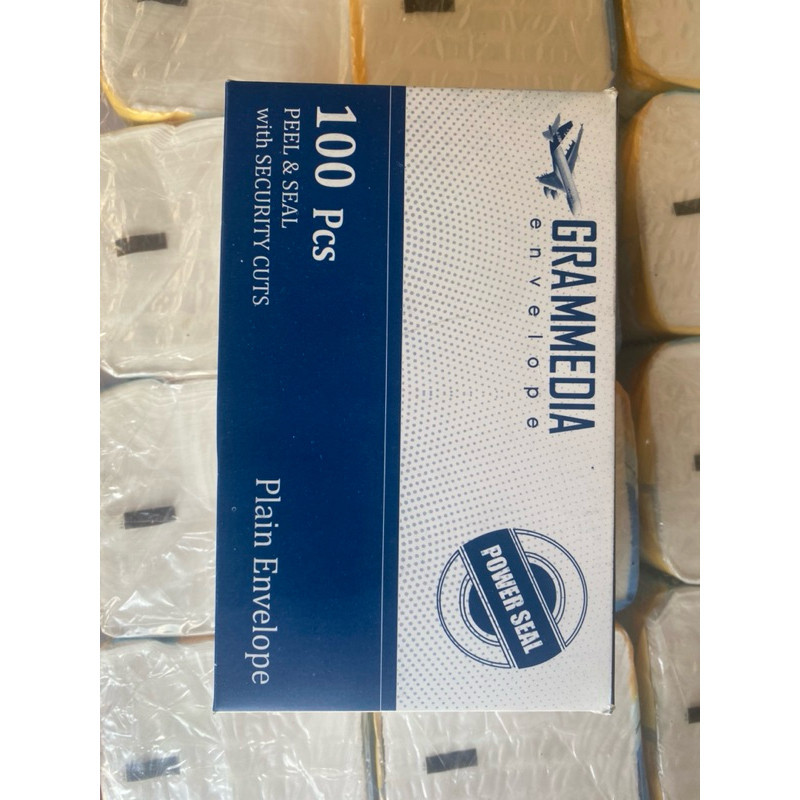 GRAMMEDIA
envelope
POWER SEAL
100 Pcs
PEEL & SEAL
with SECURITY CUTS
Plain Envelope